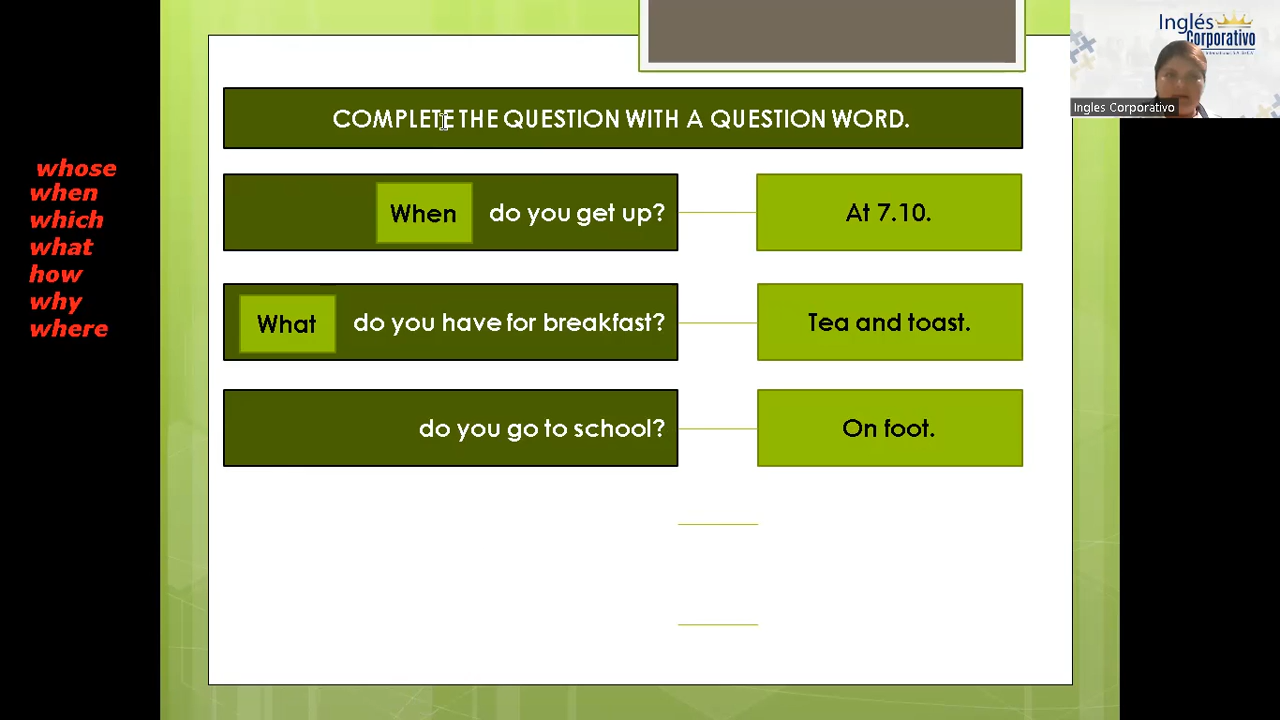 Inglés
Corporativo
Ingles Corporativo
COMPLETE THE QUESTION WITH A QUESTION WORD.
whose
when
which
what
how
why
where
When do you get up?
At 7.10.
What do you have for breakfast?
Tea and toast.
do you go to school?
On foot.